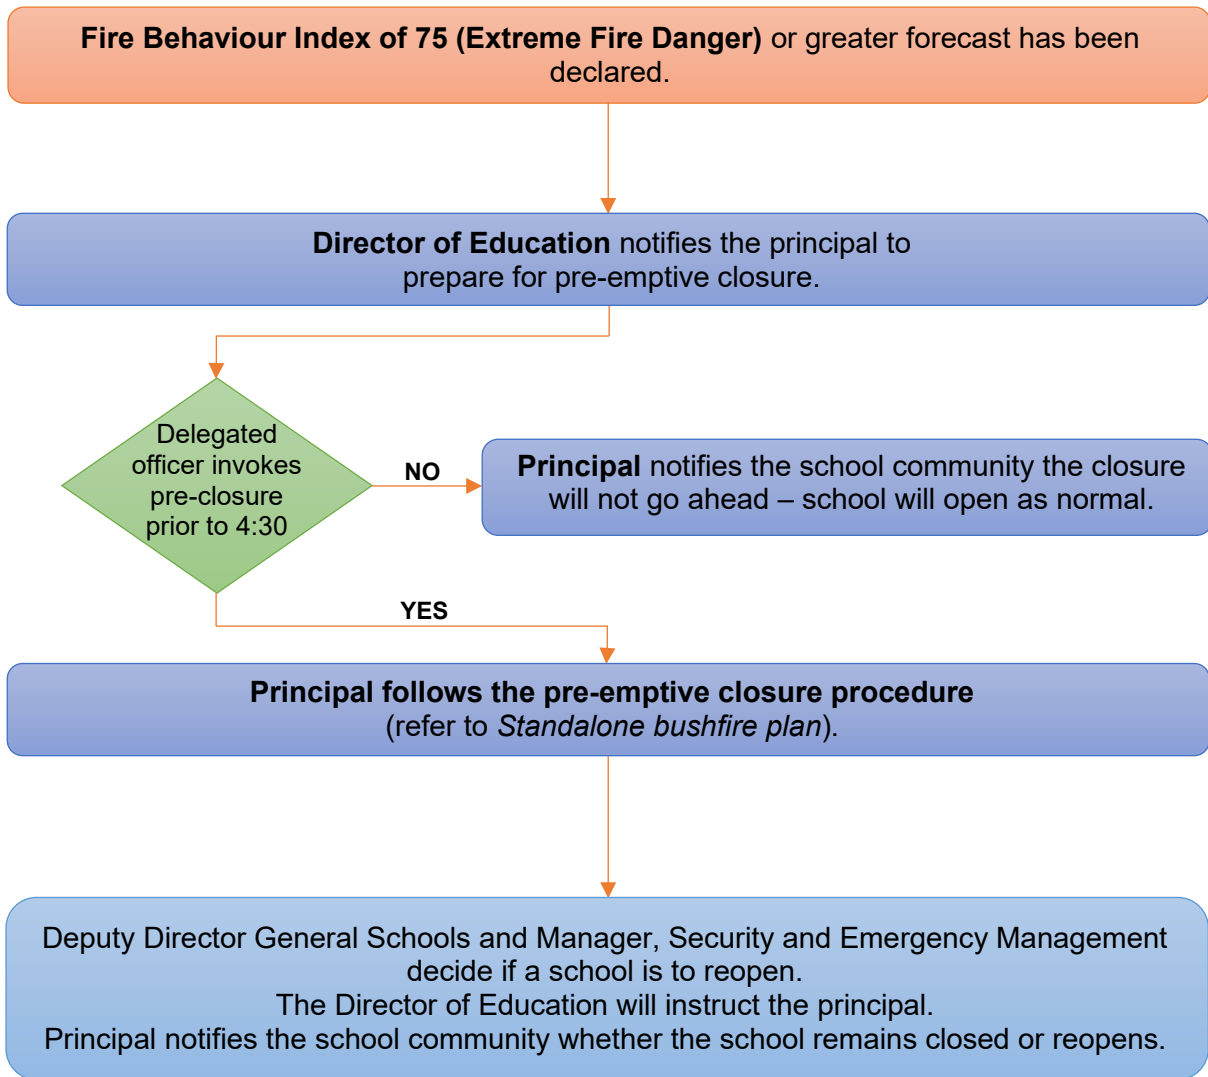 Fire Behaviour Index of 75 (Extreme Fire Danger) or greater forecast has been
declared.
Director of Education notifies the principal to
prepare for pre-emptive closure.
Delegated
officer invokes
pre-closure
prior to 4:30
NO
Principal notifies the school community the closure
will not go ahead – school will open as normal.
YES
Principal follows the pre-emptive closure procedure
(refer to Standalone bushfire plan).
Deputy Director General Schools and Manager, Security and Emergency Management
decide if a school is to reopen.
The Director of Education will instruct the principal.
Principal notifies the school community whether the school remains closed or reopens.